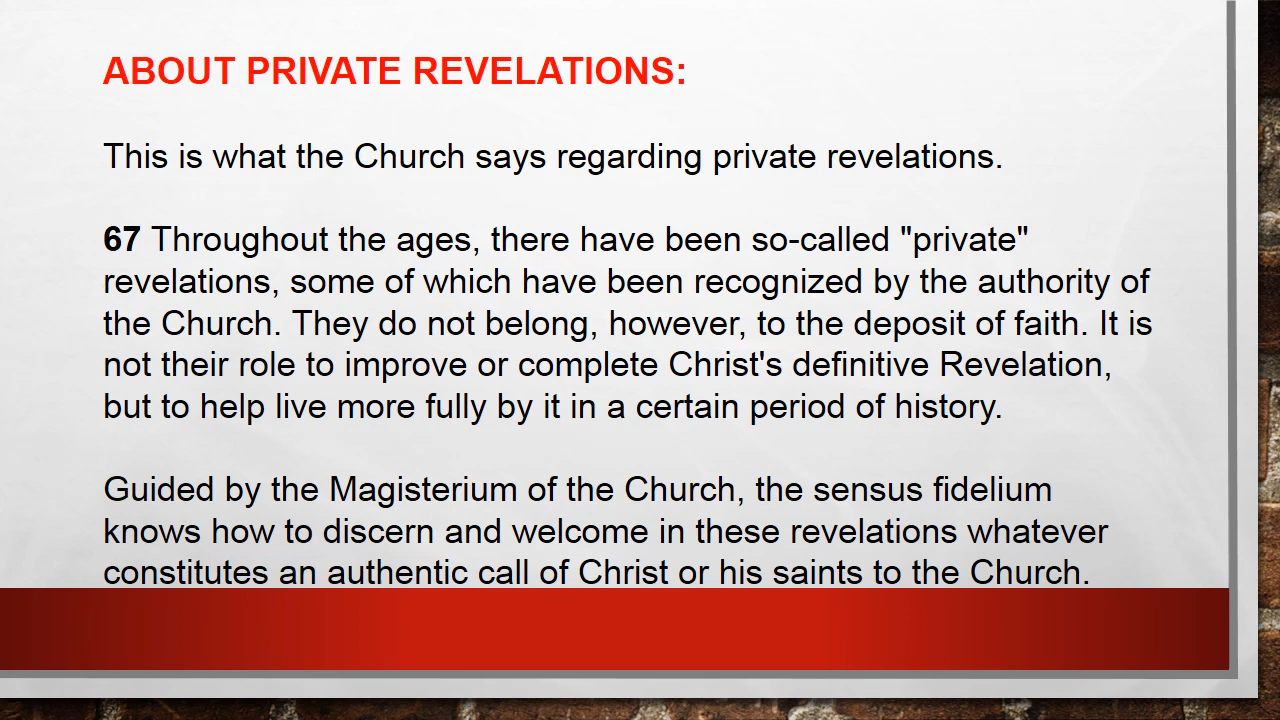 ABOUT PRIVATE REVELATIONS:
This is what the Church says regarding private revelations.
67 Throughout the ages, there have been so-called "private"
revelations, some of which have been recognized by the authority of
the Church. They do not belong, however, to the deposit of faith. It is
not their role to improve or complete Christ's definitive Revelation,
but to help live more fully by it in a certain period of history.
Guided by the Magisterium of the Church, the sensus fidelium
knows how to discern and welcome in these revelations whatever
constitutes an authentic call of Christ or his saints to the Church.